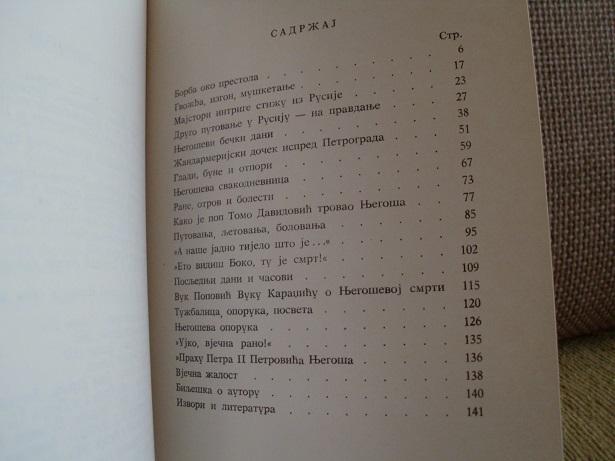 САДРЖАЈ
Стр.
Борба око престола . . . . . . . . 6
Гвожђа, изгон, мушкетање . . . . . . 17
Мајстори интриге стижу из Русије . . . . 23
Друго путовање у Русију — на правдање . . . 27
Његошеви бечки дани . . . . . . . 38
Жандармеријски дочек испред Петрограда . . 51
Глади, буне и отпори . . . . . . . 59
Његошева свакодневница . . . . . . 67
Ране, отров и болести . . . . . . . 73
Како је поп Томо Давидовић тровао Његоша . . 77
Путовања, љетовања, боловања . . . . . 85
»А наше јадно тијело што је...« . . . . . 95
»Ето видиш Боко, ту је смрт!« . . . . . 102
Посљедњи дани и часови . . . . . . 109
Вук Поповић Вуку Караџићу о Његошевој смрти 115
Тужбалица, опорука, посвета . . . . . 120
Његошева опорука . . . . . . . . 126
»Ујко, вјечна рано!« . . . . . . . 135
»Праху Петра II Петровића Његоша . . . . 136
Вјечна жалост . . . . . . . . . 138
Биљешка о аутору . . . . . . . . 140
Извори и литература . . . . . . . 141